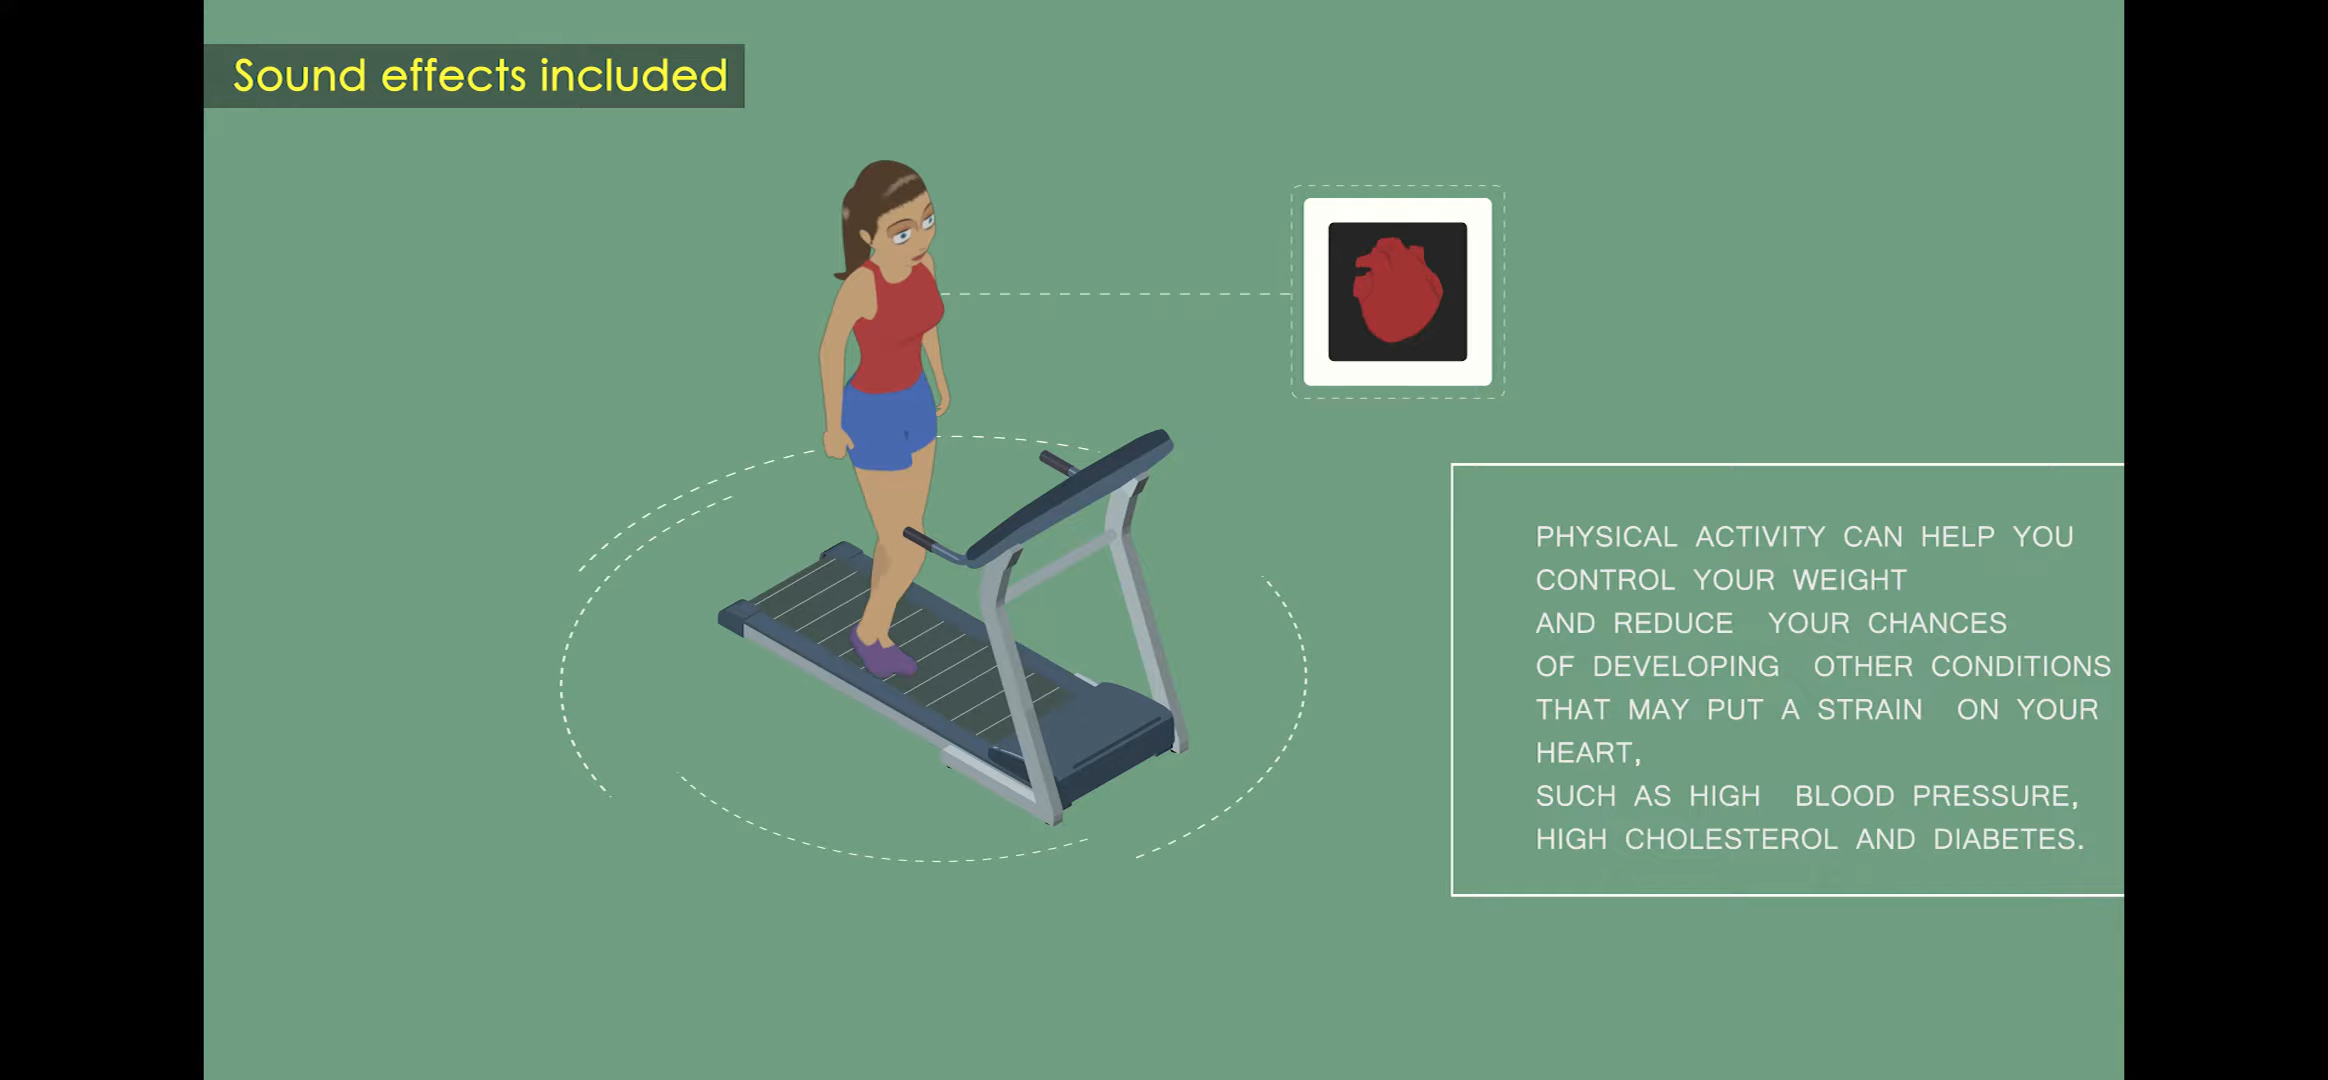 Sound effects included
PHYSICAL ACTIVITY CAN HELP YOU
CONTROL YOUR WEIGHT
AND REDUCE YOUR CHANCES
OF DEVELOPING OTHER CONDITIONS
THAT MAY PUT A STRAIN ON YOUR
HEART,
SUCH AS HIGH BLOOD PRESSURE,
HIGH CHOLESTEROL AND DIABETES.